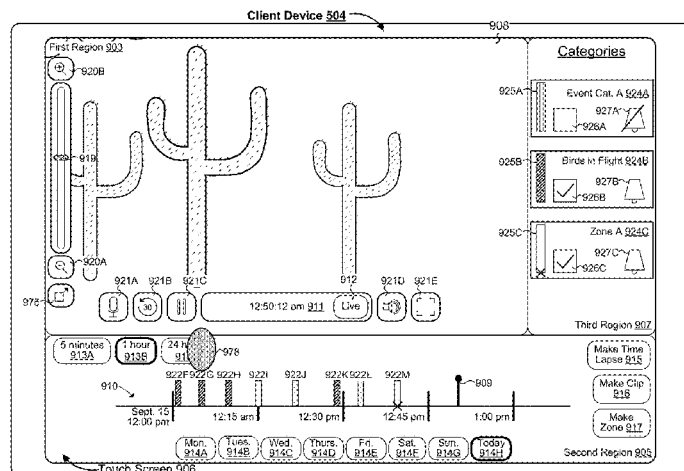 Client Device 504
908
First Region 903
Categories
920B
925A
Event Cat. A 924A
927A
926A
919
925B
Birds in Flight 924B
927B
926B
925C
Zone A 924C
927C
926C
920A
921A
921B
921C
912
921D
921E
976
30
12:50:12 am 911
Live
Third Region 907
5 minutes
913A
1 hour
913B
24 h
978
Make Time
Lapse 915
922F
922G
922H
922I
922J
922K
922L
922M
910
909
Make Clip
916
Sept. 15
12:00 pm
12:15 am
12:30 pm
12:45 pm
1:00 pm
Make
Zone 917
Mon.
914A
Tues.
914B
Wed.
914C
Thurs.
914D
Fri.
914E
Sat.
914F
Sun.
914G
Today
914H
Second Region 905
Touch Screen 906